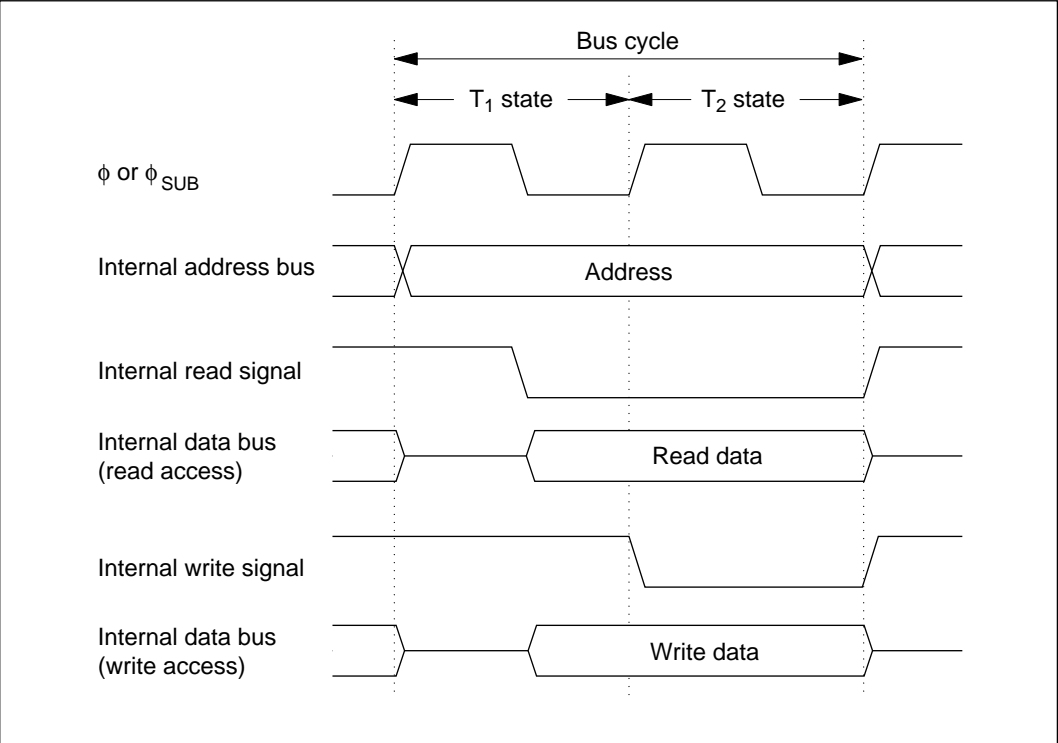 Bus cycle
T1 state
T2 state
ϕ or ϕSUB
Internal address bus
Address
Internal read signal
Internal data bus
(read access)
Read data
Internal write signal
Internal data bus
(write access)
Write data